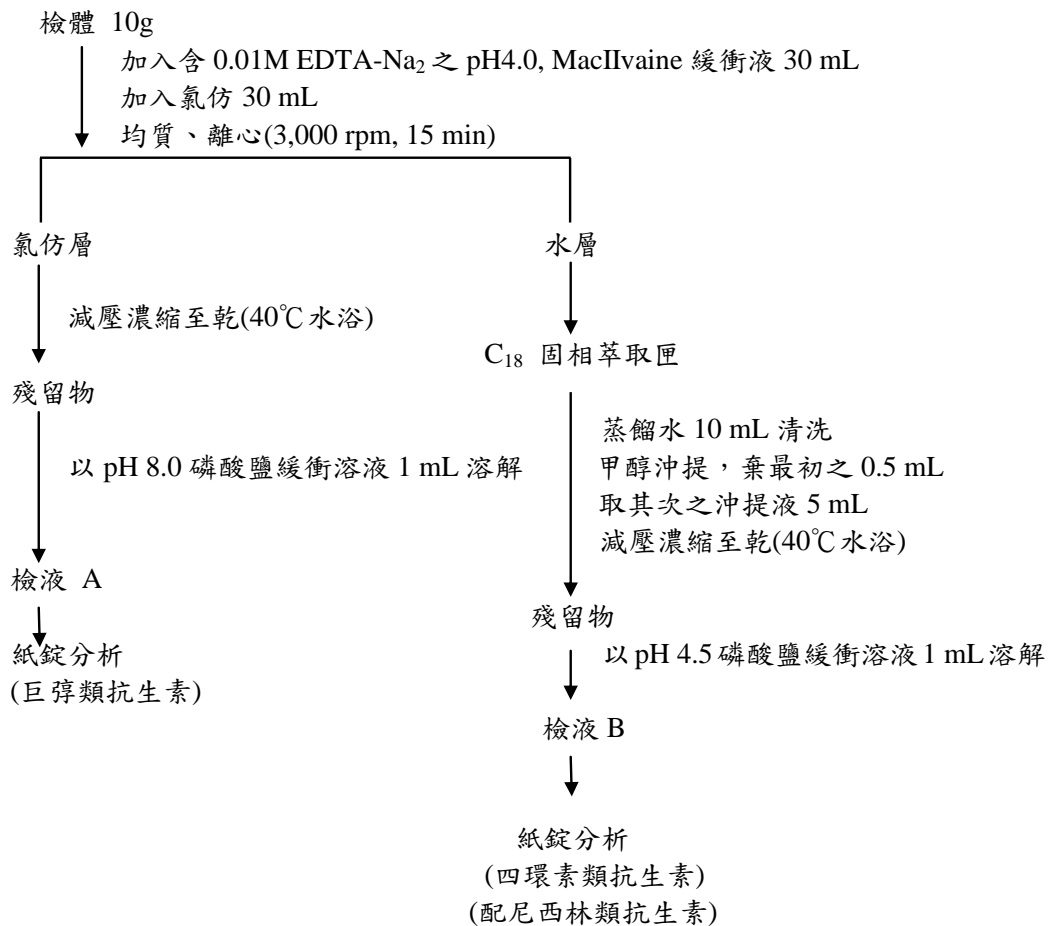 檢體 10g
加入含 0.01M EDTA-Na₂ 之 pH4.0, MacIIvaine 緩衝液 30 mL
加入氯仿 30 mL
均質、離心(3,000 rpm, 15 min)
氯仿層
減壓濃縮至乾(40℃水浴)
殘留物
以 pH 8.0 磷酸鹽緩衝溶液 1 mL 溶解
檢液 A
紙錠分析
(巨弴類抗生素)
水層
C₁₈ 固相萃取匣
蒸餾水 10 mL 清洗
甲醇沖提，棄最初之 0.5 mL
取其次之沖提液 5 mL
減壓濃縮至乾(40℃水浴)
殘留物
以 pH 4.5 磷酸鹽緩衝溶液 1 mL 溶解
檢液 B
紙錠分析
(四環素類抗生素)
(配尼西林類抗生素)